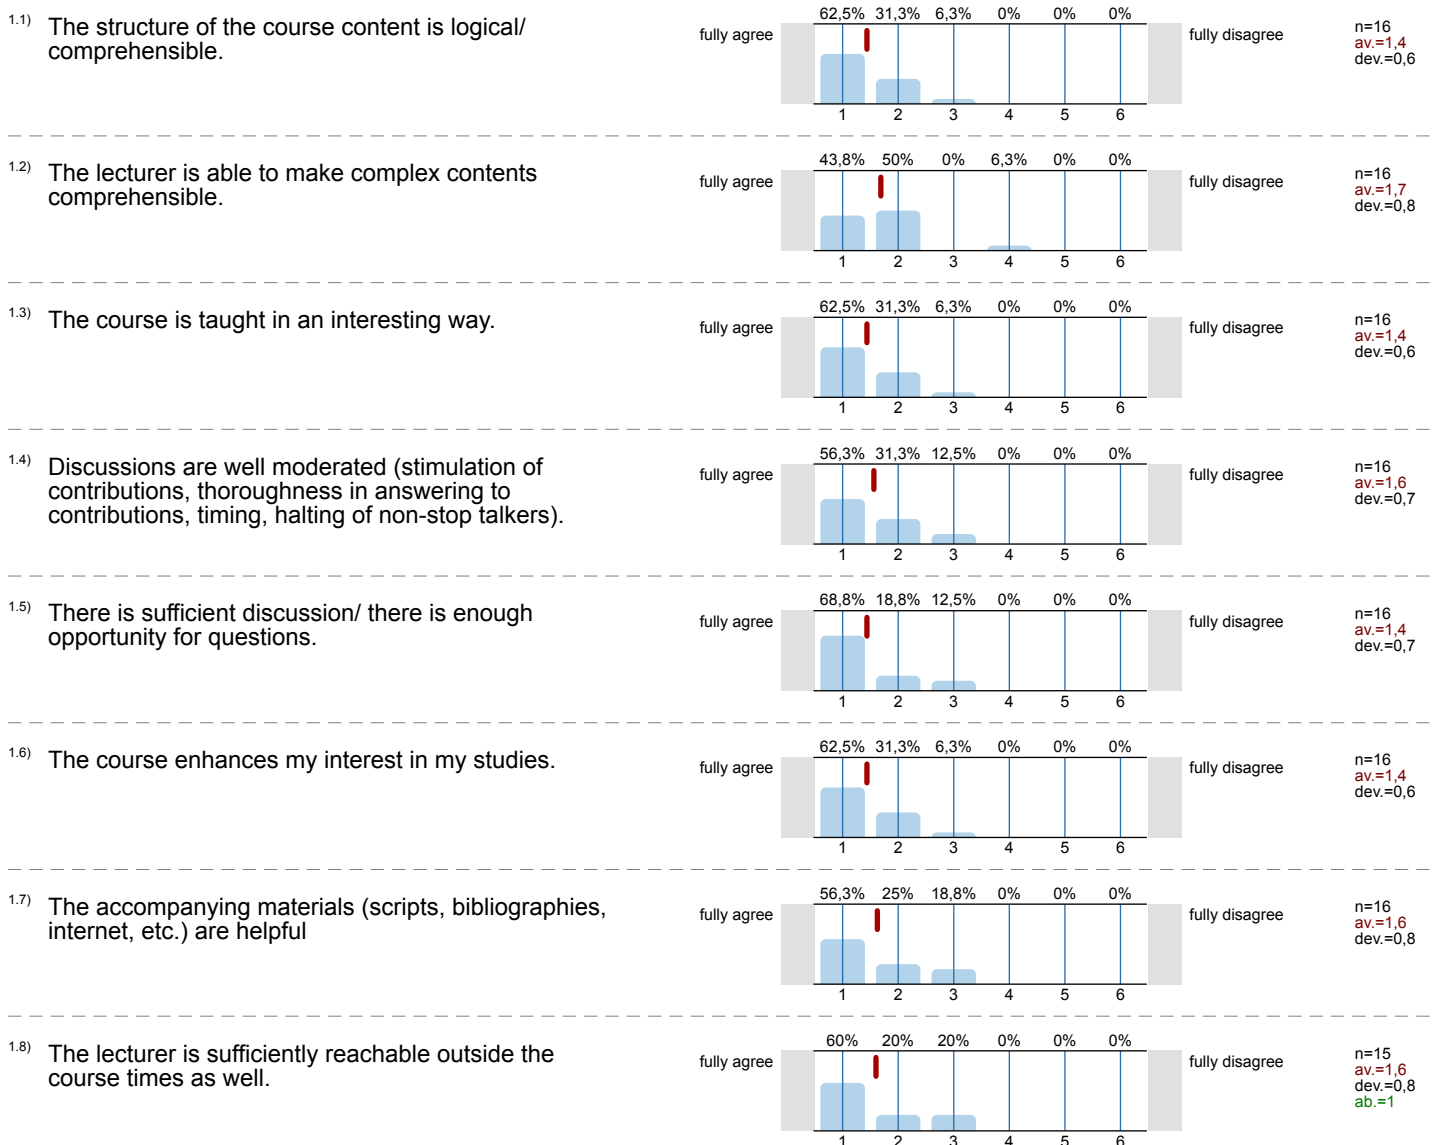 1.1) The structure of the course content is logical/
comprehensible.
fully agree
62,5% 31,3% 6,3% 0% 0% 0%
1 2 3 4 5 6
fully disagree
n=16
av.=1,4
dev.=0,6
1.2) The lecturer is able to make complex contents
comprehensible.
fully agree
43,8% 50% 0% 6,3% 0% 0%
1 2 3 4 5 6
fully disagree
n=16
av.=1,7
dev.=0,8
1.3) The course is taught in an interesting way.
fully agree
62,5% 31,3% 6,3% 0% 0% 0%
1 2 3 4 5 6
fully disagree
n=16
av.=1,4
dev.=0,6
1.4) Discussions are well moderated (stimulation of
contributions, thoroughness in answering to
contributions, timing, halting of non-stop talkers).
fully agree
56,3% 31,3% 12,5% 0% 0% 0%
1 2 3 4 5 6
fully disagree
n=16
av.=1,6
dev.=0,7
1.5) There is sufficient discussion/ there is enough
opportunity for questions.
fully agree
68,8% 18,8% 12,5% 0% 0% 0%
1 2 3 4 5 6
fully disagree
n=16
av.=1,4
dev.=0,7
1.6) The course enhances my interest in my studies.
fully agree
62,5% 31,3% 6,3% 0% 0% 0%
1 2 3 4 5 6
fully disagree
n=16
av.=1,4
dev.=0,6
1.7) The accompanying materials (scripts, bibliographies,
internet, etc.) are helpful
fully agree
56,3% 25% 18,8% 0% 0% 0%
1 2 3 4 5 6
fully disagree
n=16
av.=1,6
dev.=0,8
1.8) The lecturer is sufficiently reachable outside the
course times as well.
fully agree
60% 20% 20% 0% 0% 0%
1 2 3 4 5 6
fully disagree
n=15
av.=1,6
dev.=0,8
ab.=1